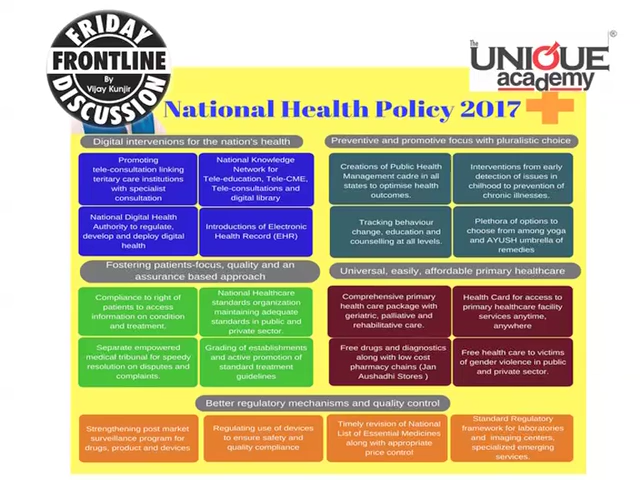 FRIDAY
FRONTLINE
By
Vijay Kunjir
DISCUSSION
The
UNIQUE
academy
®
National Health Policy 2017
Digital intervenions for the nation's health
Promoting
tele-consultation linking
teritary care institutions
with specialist
consultation
National Knowledge
Network for
Tele-education, Tele-CME,
Tele-consultations and
digital library
National Digital Health
Authority to regulate,
develop and deploy digital
health
Introductions of Electronic
Health Record (EHR)
Preventive and promotive focus with pluralistic choice
Creations of Public Health
Management cadre in all
states to optimise health
outcomes.
Interventions from early
detection of issues in
chilhood to prevention of
chronic illnesses.
Tracking behaviour
change, education and
counselling at all levels.
Plethora of options to
choose from among yoga
and AYUSH umbrella of
remedies
Fostering patients-focus, quality and an
assurance based approach
Compliance to right of
patients to access
information on condition
and treatment,
National Healthcare
standards organization
maintaining adequate
standards in public and
private sector.
Separate empowered
medical tribunal for speedy
resolution on disputes and
complaints.
Grading of establishments
and active promotion of
standard treatment
guidelines
Universal, easily, affordable primary healthcare
Comprehensive primary
health care package with
geriatric, palliative and
rehabilitative care.
Health Card for access to
primary healthcare facility
services anytime,
anywhere
Free drugs and diagnostics
along with low cost
pharmacy chains (Jan
Aushadhi Stores )
Free health care to victims
of gender violence in public
and private sector.
Better regulatory mechanisms and quality control
Strengthening post market
surveillance program for
drugs, product and devices
Regulating use of devices
to ensure safety and
quality compliance
Timely revision of National
List of Essential Medicines
along with appropriate
price control
Standard Regulatory
framework for laboratories
and imaging centers,
specialized emerging
services.